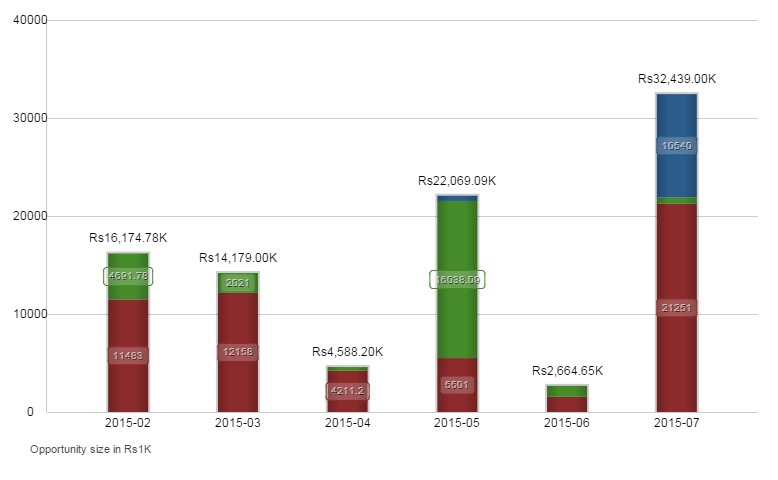 40000
Rs32,439.00K
10540
30000
Rs22,069.09K
20000
Rs16,174.78K
Rs14,179.00K
4691.78
2021
16038.09
21251
10000
11483
12158
Rs4,588.20K
Rs2,664.65K
4211.2
5501
0
2015-02 2015-03 2015-04 2015-05 2015-06 2015-07
Opportunity size in Rs1K